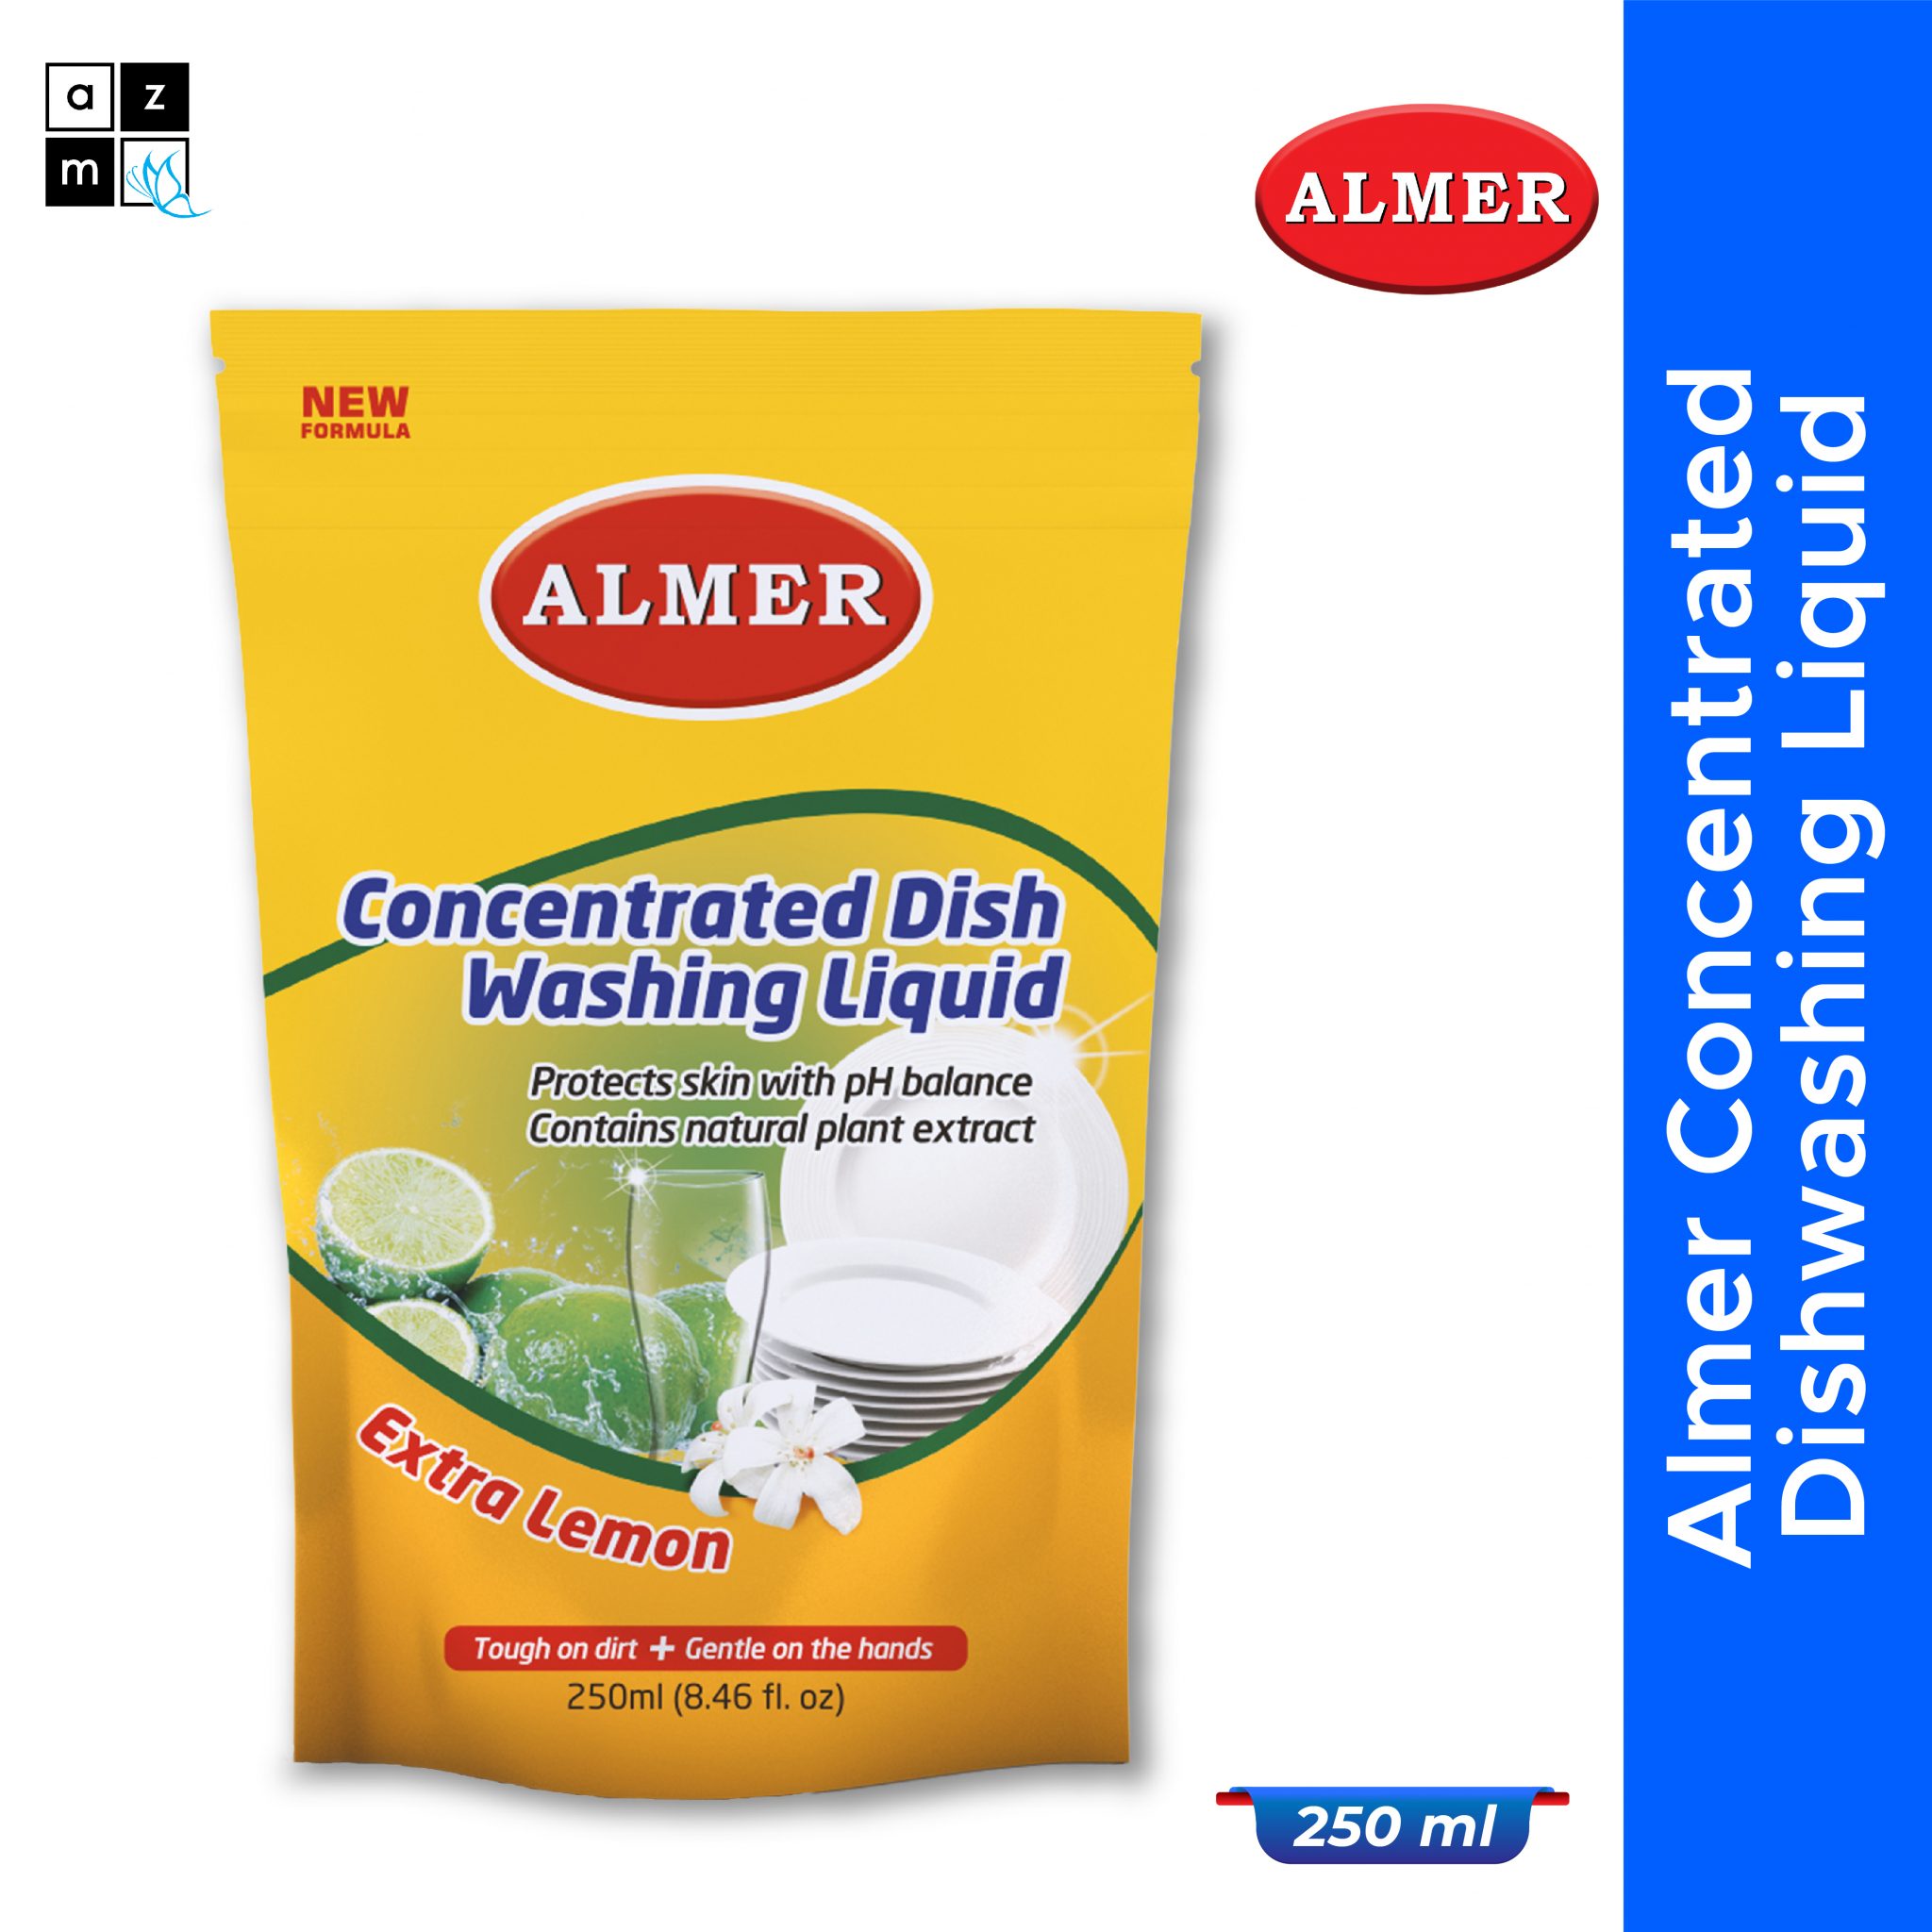 a z
m
ALMER
NEW
FORMULA
ALMER
Concentrated Dish
Washing Liquid
Protects skin with pH balance
Contains natural plant extract
Extra Lemon
Tough on dirt + Gentle on the hands
250ml (8.46 fl. oz)
250 ml
Almer Concentrated
Dishwashing Liquid